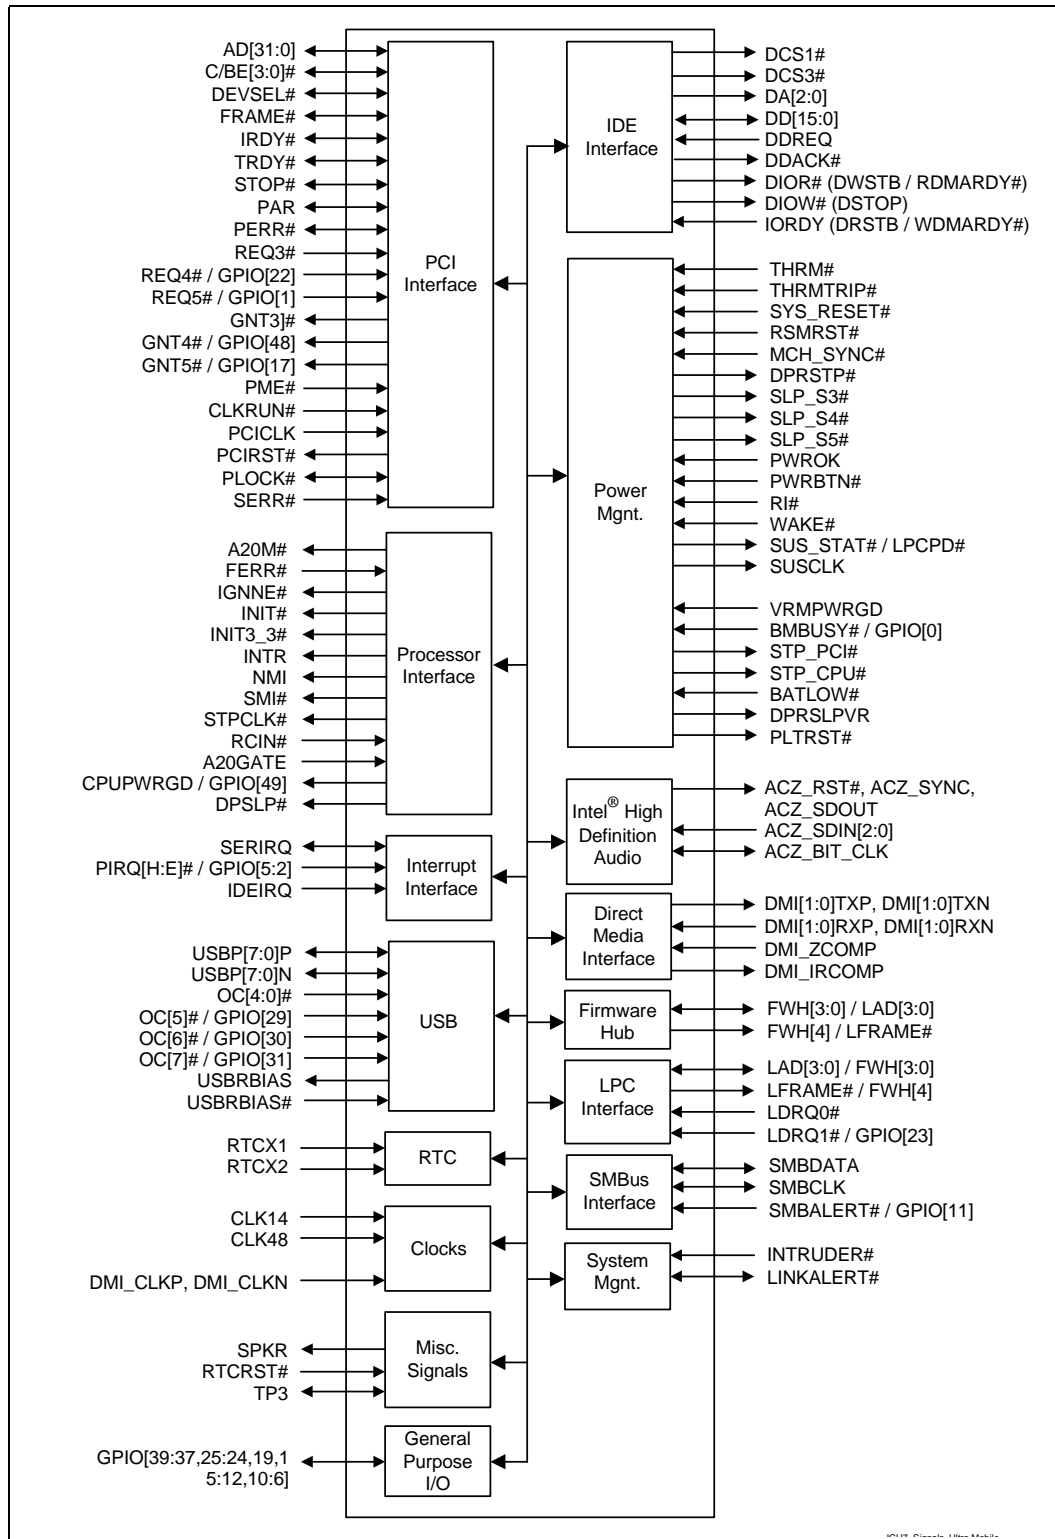 AD[31:0]
C/BE[3:0]#
DEVSEL#
FRAME#
IRDY#
TRDY#
STOP#
PAR
PERR#
REQ3#
REQ4# / GPIO[22]
REQ5# / GPIO[1]
GNT3]#
GNT4# / GPIO[48]
GNT5# / GPIO[17]
PME#
CLKRUN#
PCICLK
PCIRST#
PLOCK#
SERR#
PCI
Interface
A20M#
FERR#
IGNNE#
INIT#
INIT3_3#
INTR
NMI
SMI#
STPCLK#
RCIN#
A20GATE
CPUPWRGD / GPIO[49]
DPSLP#
Processor
Interface
SERIRQ
PIRQ[H:E]# / GPIO[5:2]
IDEIRQ
Interrupt
Interface
USBP[7:0]P
USBP[7:0]N
OC[4:0]#
OC[5]# / GPIO[29]
OC[6]# / GPIO[30]
OC[7]# / GPIO[31]
USBRBIAS
USBRBIAS#
USB
RTCX1
RTCX2
RTC
CLK14
CLK48
DMI_CLKP, DMI_CLKN
Clocks
SPKR
RTCRST#
TP3
Misc.
Signals
GPIO[39:37,25:24,19,1
5:12,10:6]
General
Purpose
I/O
IDE
Interface
DCS1#
DCS3#
DA[2:0]
DD[15:0]
DDREQ
DDACK#
DIOR# (DWSTB / RDMARDY#)
DIOW# (DSTOP)
IORDY (DRSTB / WDMARDY#)
Power
Mgnt.
THRM#
THRMTRIP#
SYS_RESET#
RSMRST#
MCH_SYNC#
DPRSTP#
SLP_S3#
SLP_S4#
SLP_S5#
PWROK
PWRBTN#
RI#
WAKE#
SUS_STAT# / LPCPD#
SUSCLK
VRMPWRGD
BMBUSY# / GPIO[0]
STP_PCI#
STP_CPU#
BATLOW#
DPRSLPVR
PLTRST#
Intel® High
Definition
Audio
ACZ_RST#, ACZ_SYNC,
ACZ_SDOUT
ACZ_SDIN[2:0]
ACZ_BIT_CLK
Direct
Media
Interface
DMI[1:0]TXP, DMI[1:0]TXN
DMI[1:0]RXP, DMI[1:0]RXN
DMI_ZCOMP
DMI_IRCOMP
Firmware
Hub
FWH[3:0] / LAD[3:0]
FWH[4] / LFRAME#
LPC
Interface
LAD[3:0] / FWH[3:0]
LFRAME# / FWH[4]
LDRQ0#
LDRQ1# / GPIO[23]
SMBus
Interface
SMBDATA
SMBCLK
SMBALERT# / GPIO[11]
System
Mgnt.
INTRUDER#
LINKALERT#